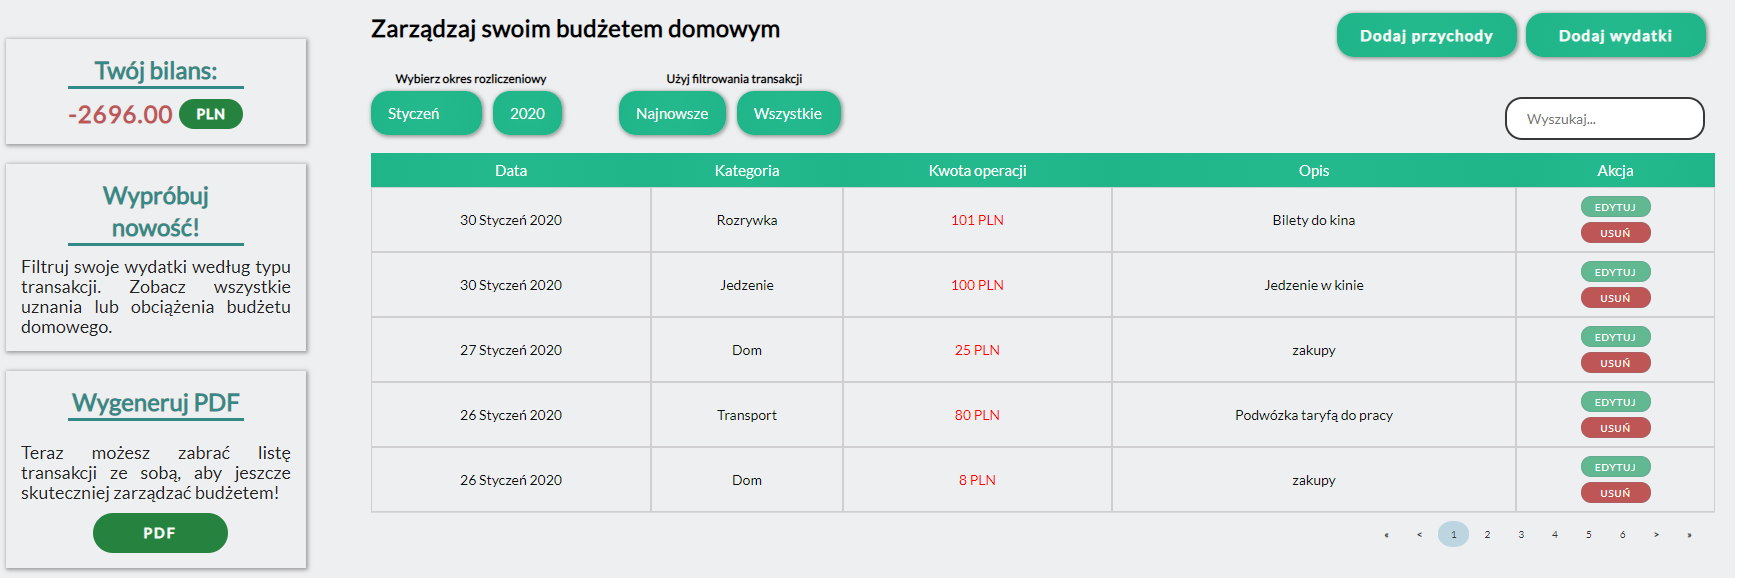 Twój bilans:
-2696.00 PLN
Wypróbuj
nowość!
Filtruj swoje wydatki według typu
transakcji. Zobacz wszystkie
uznania lub obciążenia budżetu
domowego.
Wygeneruj PDF
Teraz możesz zabrać listę
transakcji ze sobą, aby jeszcze
skuteczniej zarządzać budżetem!
PDF
Zarządzaj swoim budżetem domowym
Dodaj przychody Dodaj wydatki
Wybierz okres rozliczeniowy Użyj filtrowania transakcji
Styczeń 2020 Najnowsze Wszystkie
Wyszukaj...
Data Kategoria Kwota operacji Opis Akcja
30 Styczeń 2020 Rozrywka 101 PLN Bilety do kina EDYTUJ
USUŃ
30 Styczeń 2020 Jedzenie 100 PLN Jedzenie w kinie EDYTUJ
USUŃ
27 Styczeń 2020 Dom 25 PLN zakupy EDYTUJ
USUŃ
26 Styczeń 2020 Transport 80 PLN Podwózka taryfą do pracy EDYTUJ
USUŃ
26 Styczeń 2020 Dom 8 PLN zakupy EDYTUJ
USUŃ
« < 1 2 3 4 5 6 > »